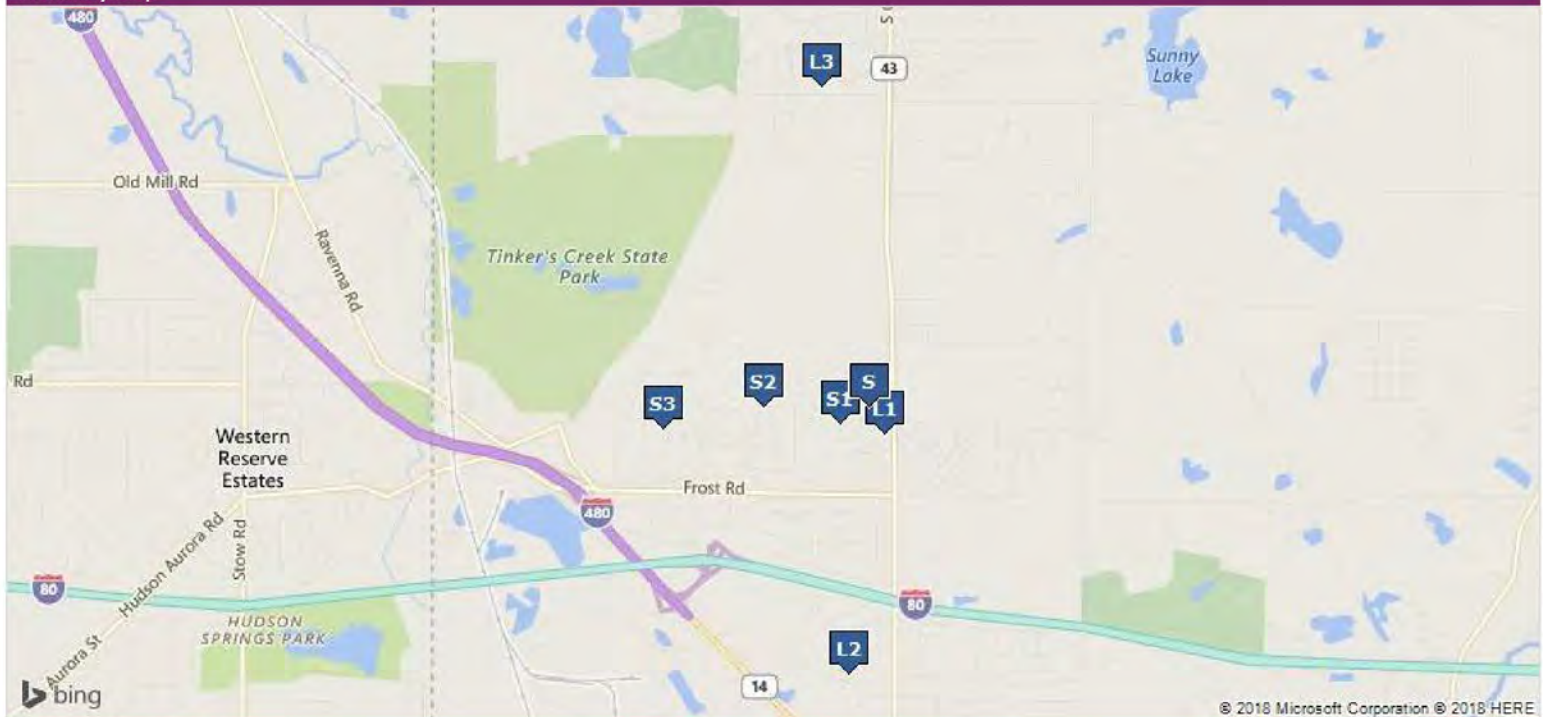 480
S
L3
43
Sunny
Lake
Old Mill Rd
Ravenna Rd
Tinker's Creek State
Park
Rd
S3
S2
S1
S
L1
Western
Reserve
Estates
Frost Rd
480
Hudson Aurora Rd
Stow Rd
80
80
HUDSON
SPRINGS PARK
Aurora St
L2
14
bing
© 2018 Microsoft Corporation © 2018 HERE